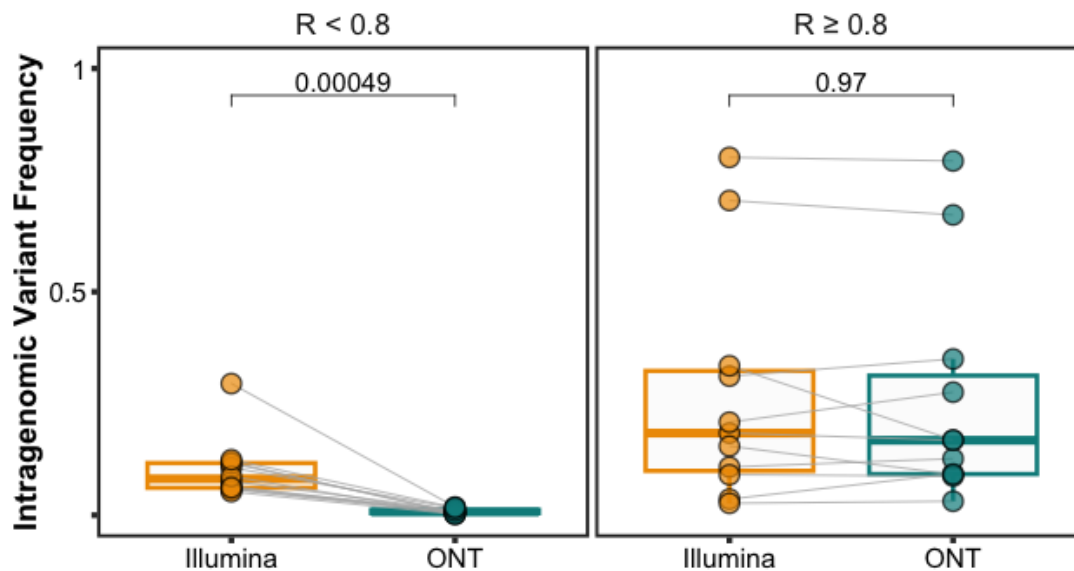 R < 0.8
R ≥ 0.8
Intragenomic Variant Frequency
1
0.5
0.00049
0.97
Illumina
ONT
Illumina
ONT